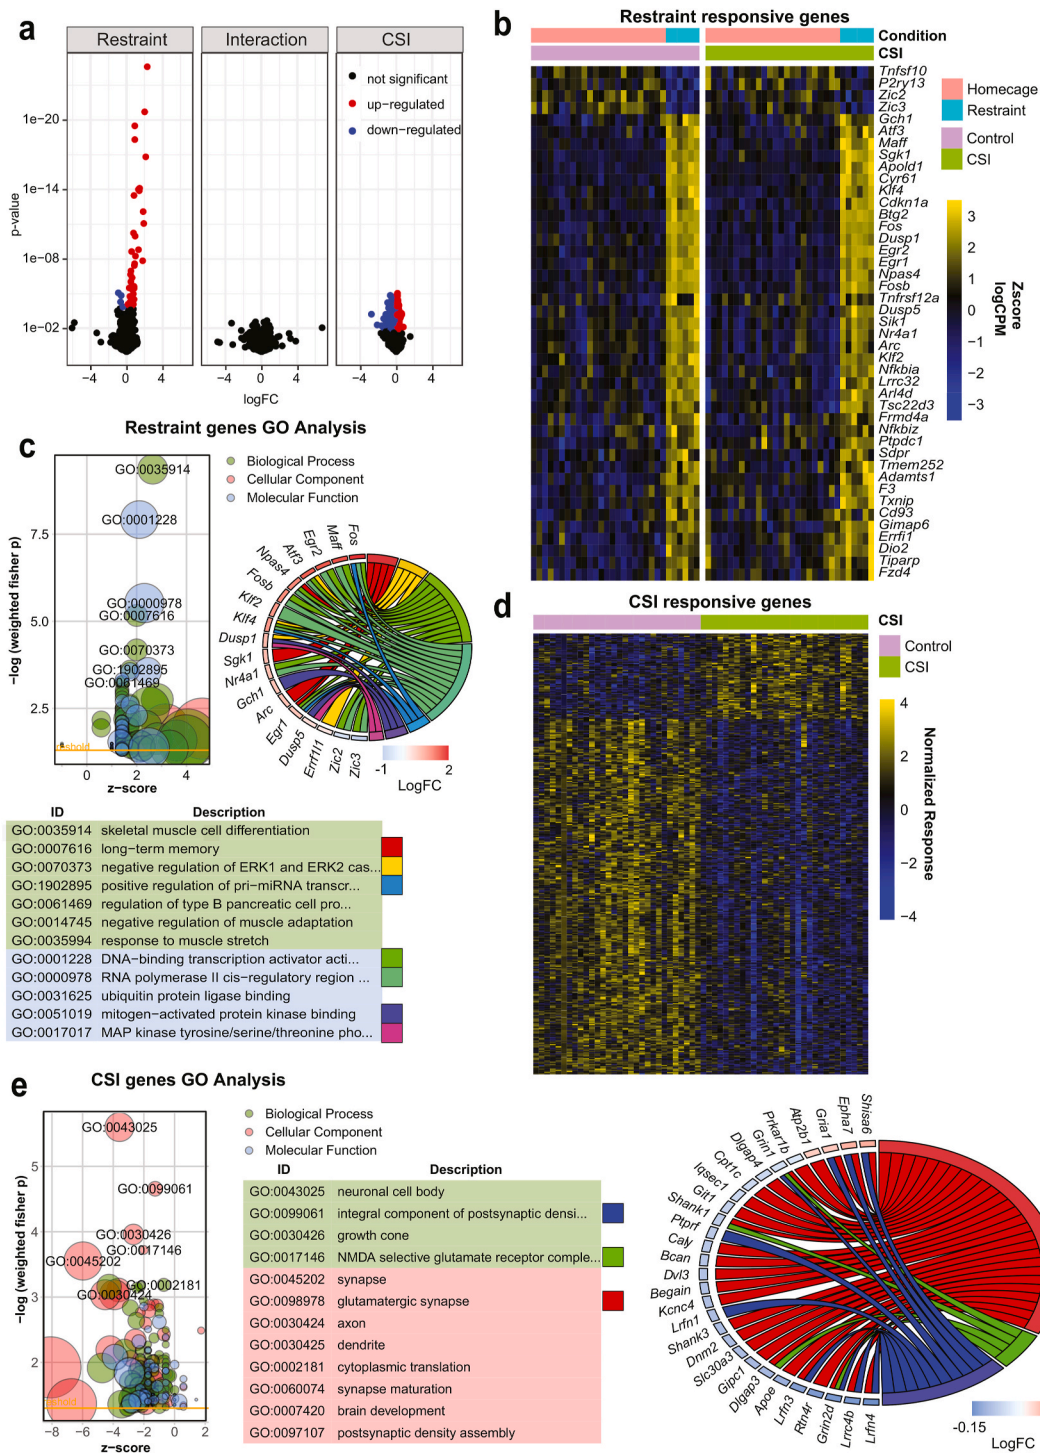 a
Restraint
Interaction
CSI
not significant
up−regulated
down−regulated
1e−20
1e−14
1e−08
1e−02
p-value
−4
0
4
−4
0
4
−4
0
4
logFC
b
Restraint responsive genes
Condition
CSI
Tnfsf10
P2ry13
Zic2
Zic3
Gch1
Atf3
Maff
Sgk1
Apold1
Cyr61
Klf4
Cdkn1a
Btg2
Fos
Dusp1
Egr2
Egr1
Npas4
Fosb
Tnfrsf12a
Dusp5
Sik1
Nr4a1
Arc
Klf2
Nfkbia
Lrrc32
Arl4d
Tsc22d3
Frmd4a
Nfkbiz
Ptpdc1
Sdpr
Tmem252
Adamts1
F3
Txnip
Cd93
Gimap6
Errfi1
Dio2
Tiparp
Fzd4
Homecage
Restraint
Control
CSI
3
2
1
0
−1
−2
−3
Zscore
logCPM
c
Restraint genes GO Analysis
Biological Process
Cellular Component
Molecular Function
GO:0035914
GO:0001228
GO:0000978
GO:0007616
GO:0070373
GO:1902895
GO:0061469
7.5
5.0
2.5
−log (weighted fisher p)
0
2
4
z−score
Fos
Maff
Egr2
Atf3
Npas4
Fosb
Klf2
Klf4
Dusp1
Sgk1
Nr4a1
Gch1
Arc
Egr1
Dusp5
Errfi1
Zic2
Zic3
-1
2
LogFC
ID Description
GO:0035914 skeletal muscle cell differentiation
GO:0007616 long−term memory
GO:0070373 negative regulation of ERK1 and ERK2 cas...
GO:1902895 positive regulation of pri−miRNA transcr...
GO:0061469 regulation of type B pancreatic cell pro...
GO:0014745 negative regulation of muscle adaptation
GO:0035994 response to muscle stretch
GO:0001228 DNA−binding transcription activator acti...
GO:0000978 RNA polymerase II cis−regulatory region ...
GO:0031625 ubiquitin protein ligase binding
GO:0051019 mitogen−activated protein kinase binding
GO:0017017 MAP kinase tyrosine/serine/threonine pho...
d
CSI responsive genes
CSI
Control
CSI
4
2
0
−2
−4
Normalized Response
e
CSI genes GO Analysis
Biological Process
Cellular Component
Molecular Function
GO:0043025
GO:0099061
GO:0030426
GO:0017146
GO:0045202
GO:0002181
GO:0030424
5
4
3
2
−log (weighted fisher p)
−8
−6
−4
−2
0
2
z−score
ID Description
GO:0043025 neuronal cell body
GO:0099061 integral component of postsynaptic densi...
GO:0030426 growth cone
GO:0017146 NMDA selective glutamate receptor comple...
GO:0045202 synapse
GO:0098978 glutamatergic synapse
GO:0030424 axon
GO:0030425 dendrite
GO:0002181 cytoplasmic translation
GO:0060074 synapse maturation
GO:0007420 brain development
GO:0097107 postsynaptic density assembly
Shisa6
Epha7
Gria1
Atp2b1
Prkar1b
Grin1
Dlgap4
Cpt1c
Iqsec1
Git1
Shank1
Ptprf
Caly
Bcan
Dvl3
Begain
Kcnc4
Lrfn1
Shank3
Dnm2
Slc30a3
Gipc1
Dlgap3
Apoe
Lrfn3
Rtn4r
Grin2d
Lrrc4b
Lrfn4
-0.15
LogFC